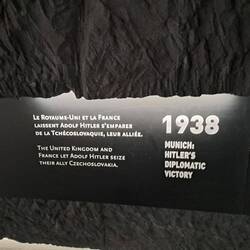 LE ROYAUME-UNI ET LA FRANCE
LAISSENT ADOLF HITLER S'EMPARER
DE LA TCHÉCOSLOVAQUIE, LEUR ALLIÉE.
THE UNITED KINGDOM AND
FRANCE LET ADOLF HITLER SEIZE
THEIR ALLY CZECHOSLOVAKIA.
1938
MUNICH:
HITLER'S
DIPLOMATIC
VICTORY